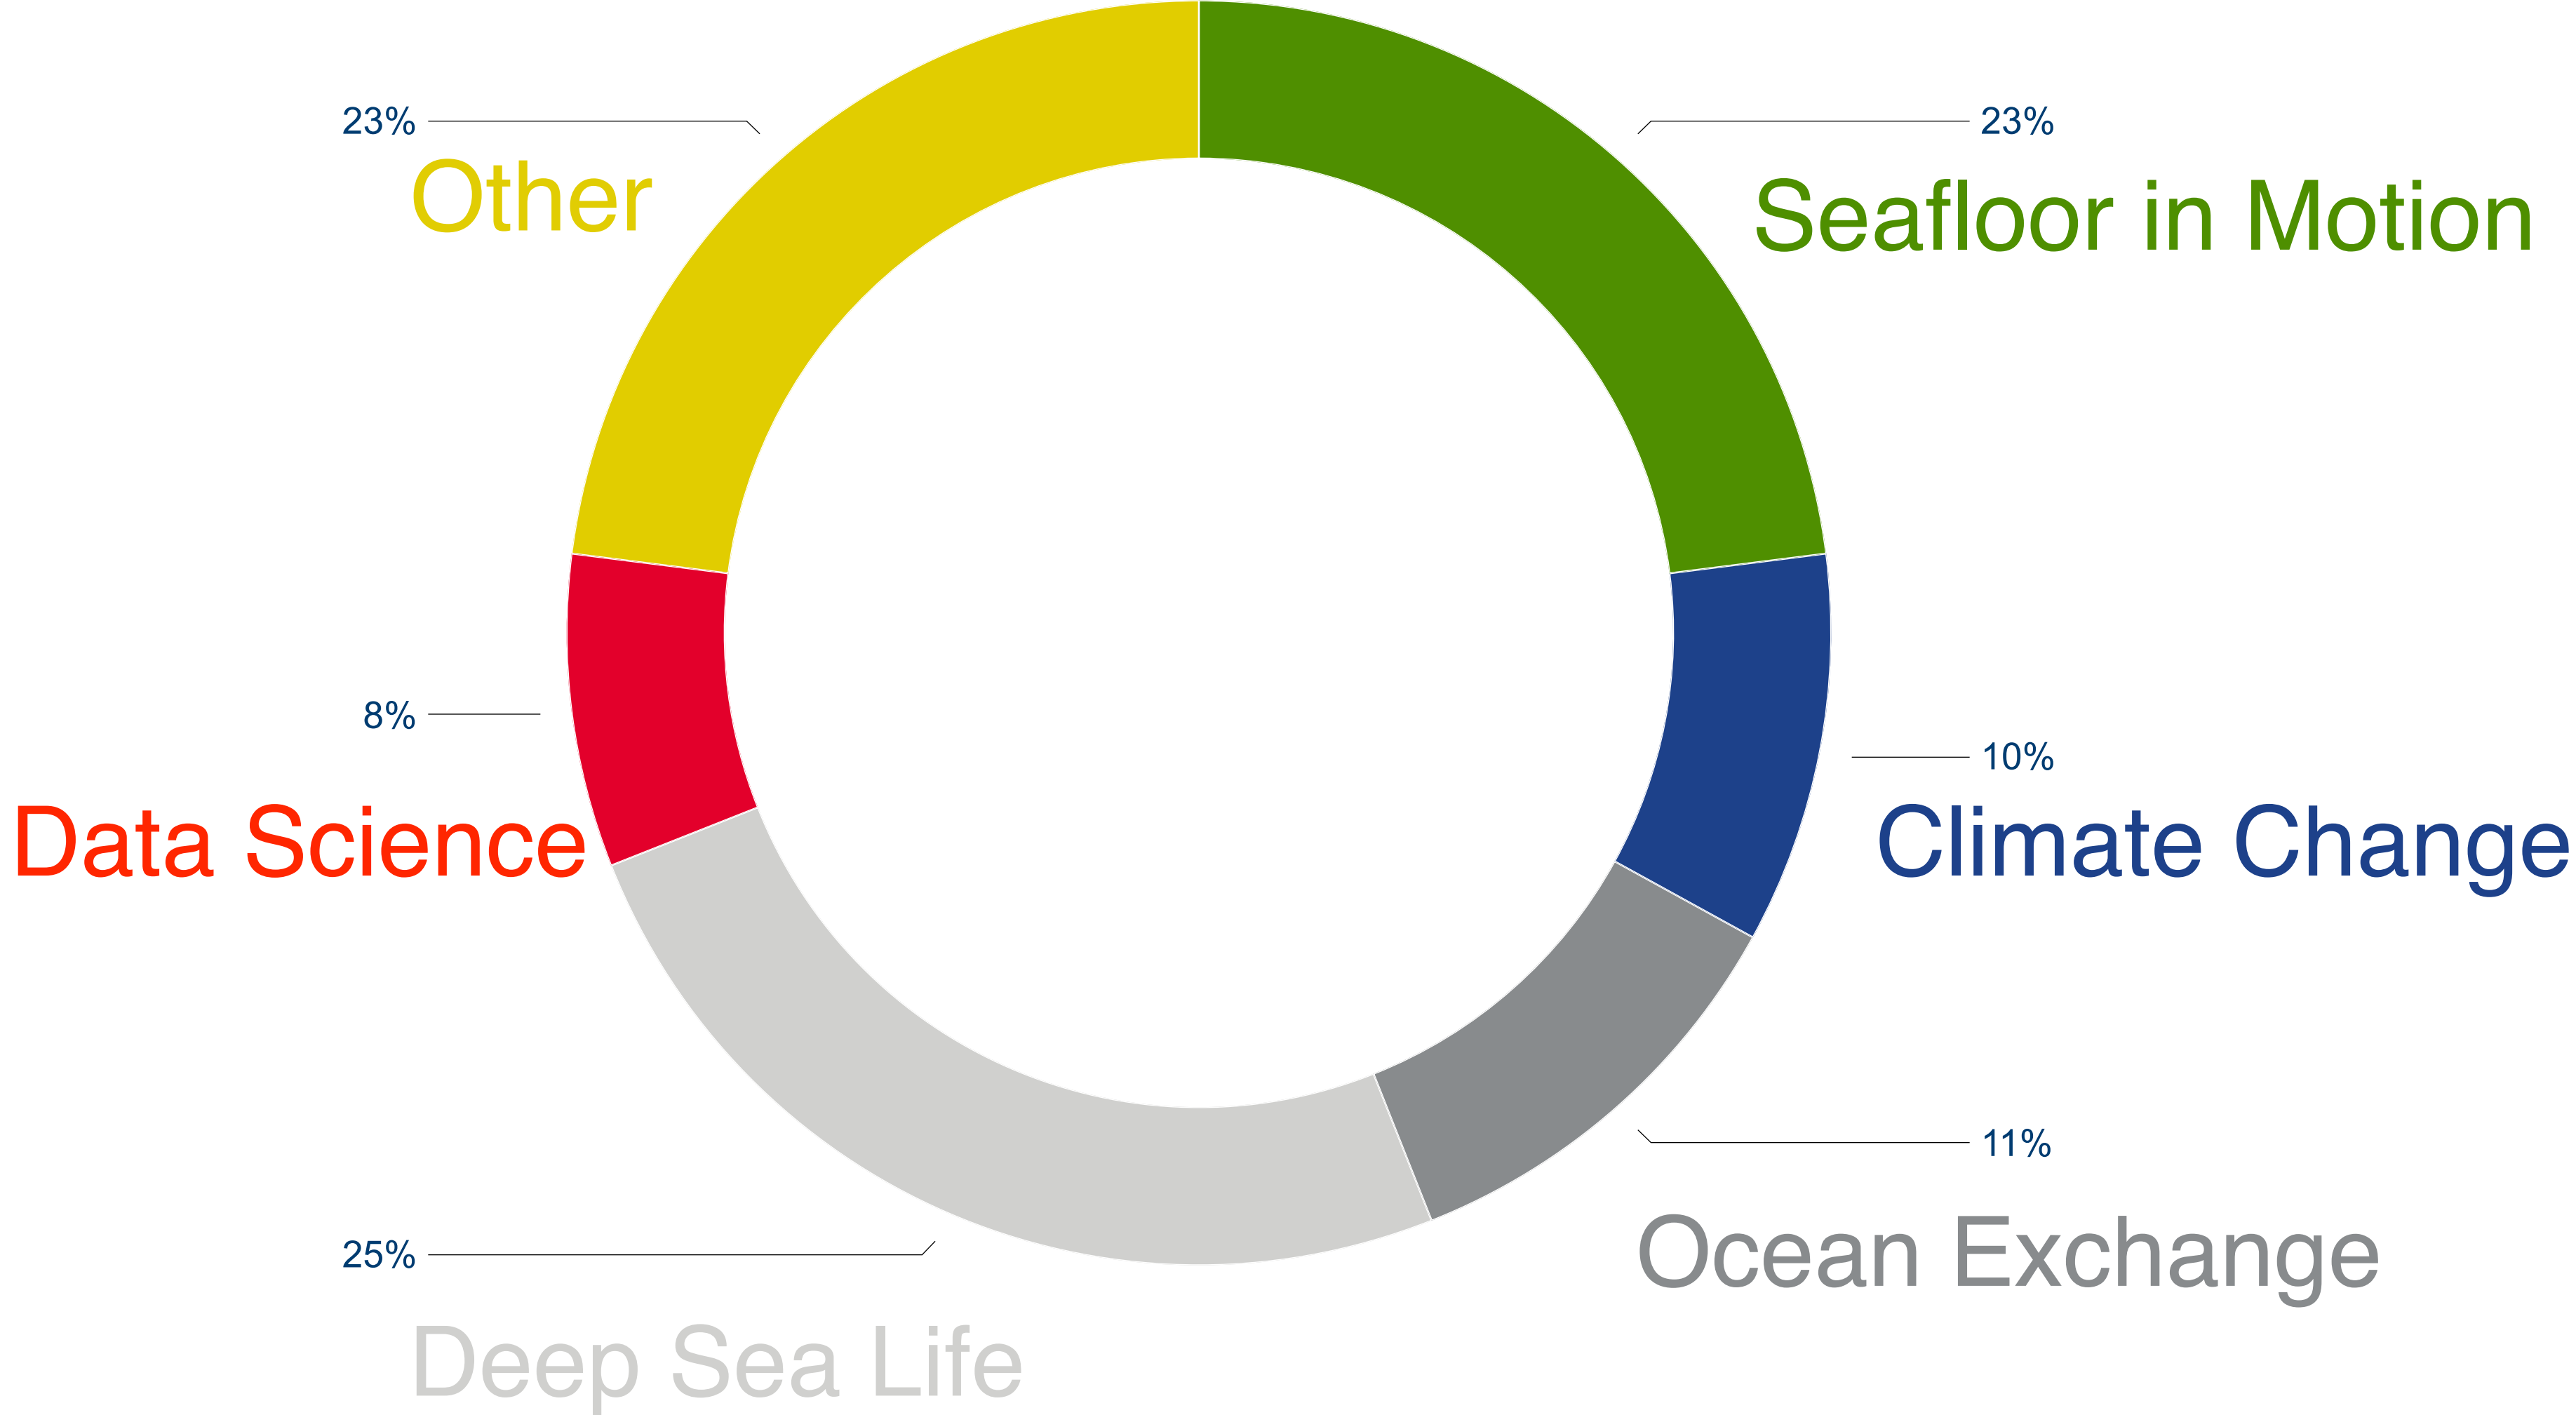 23%
Other
23%
Seafloor in Motion
8%
Data Science
10%
Climate Change
11%
Ocean Exchange
25%
Deep Sea Life